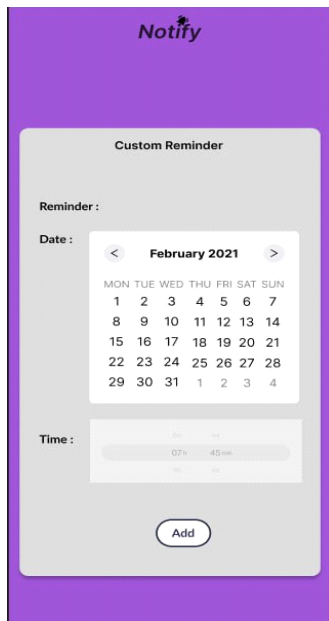 Notify
Custom Reminder
Reminder :
Date :
< February 2021 >
MON TUE WED THU FRI SAT SUN
1 2 3 4 5 6 7
8 9 10 11 12 13 14
15 16 17 18 19 20 21
22 23 24 25 26 27 28
29 30 31 1 2 3 4
Time :
07 h 45 min
Add